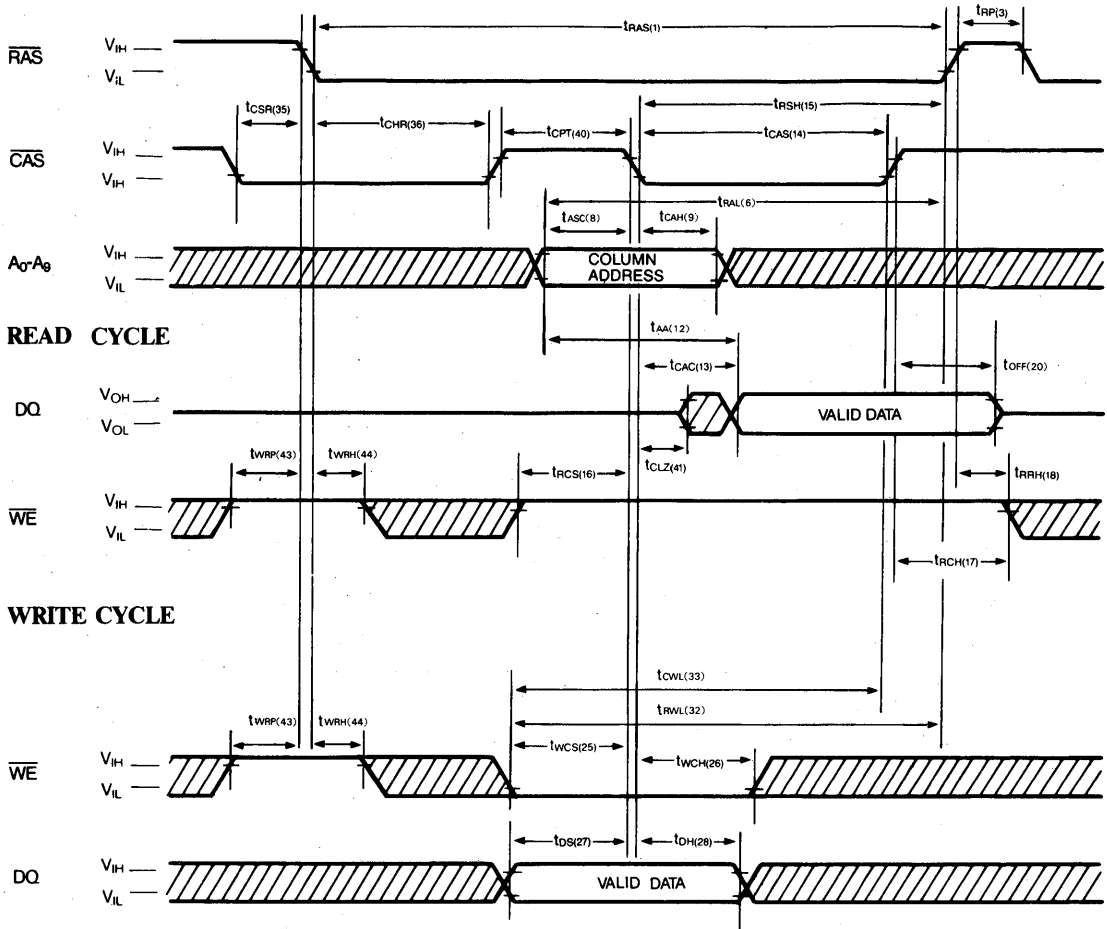 tRAS(1)
tRP(3)
RAS
VIH
ViL
tCSR(35)
tCHR(36)
tRSH(15)
tCPT(40)
tCAS(14)
CAS
VIH
VIH
tRAL(6)
tASC(8)
tCAH(9)
A0-A9
VIH
VIL
COLUMN
ADDRESS
READ CYCLE
tAA(12)
tCAC(13)
tOFF(20)
DQ
VOH
VOL
VALID DATA
tWRP(43)
tWRH(44)
tRCS(16)
tCLZ(41)
tRRH(18)
WE
VIH
VIL
tRCH(17)
WRITE CYCLE
tCWL(33)
tRWL(32)
tWRP(43)
tWRH(44)
tWCS(25)
tWCH(26)
WE
VIH
VIL
tDS(27)
tDH(28)
DQ
VIH
VIL
VALID DATA